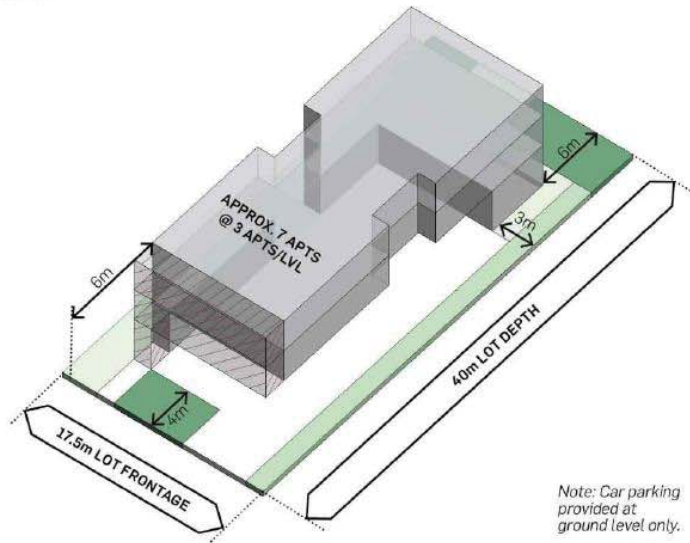 6m
3m
APPROX. 7 APTS
@ 3 APTS/LVL
6m
40m LOT DEPTH
4m
17.5m LOT FRONTAGE
Note: Car parking
provided at
ground level only.